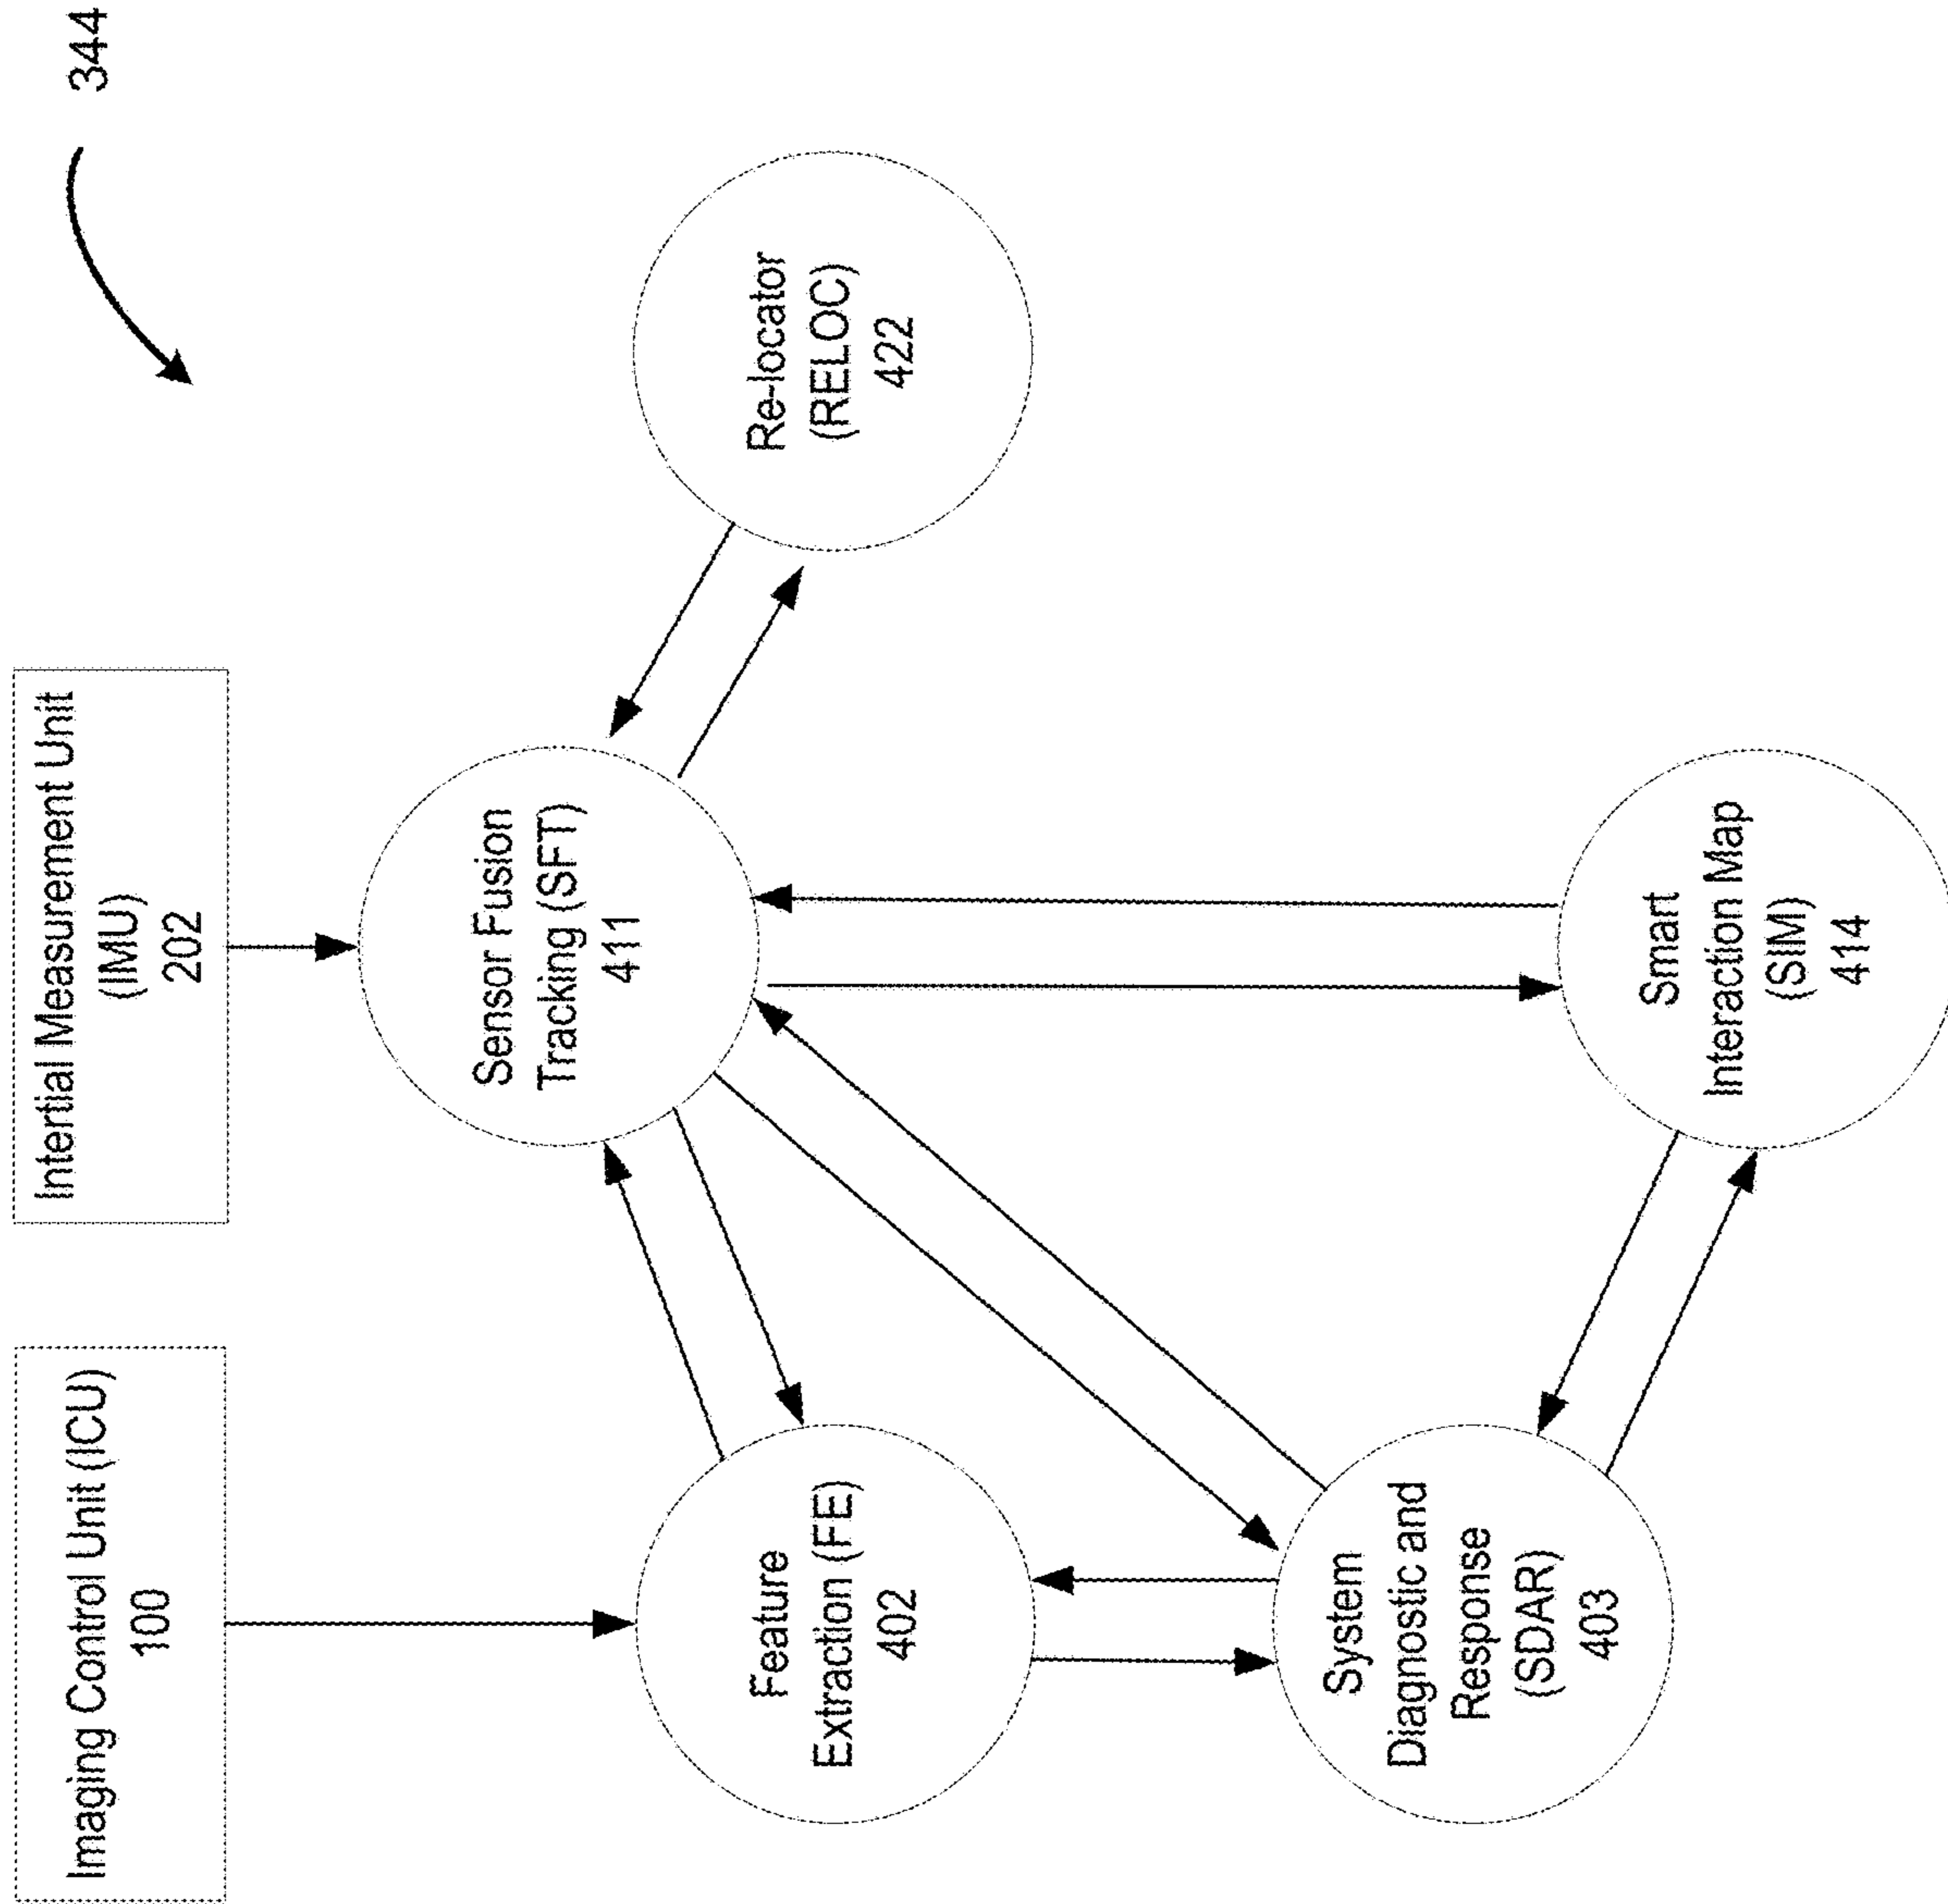 344
Imaging Control Unit (ICU)
100
Intertial Measurement Unit
(IMU)
202
Sensor Fusion
Tracking (SFT)
411
Re-locator
(RELOC)
422
Feature
Extraction (FE)
402
System
Diagnostic and
Response
(SDAR)
403
Smart
Interaction Map
(SIM)
414